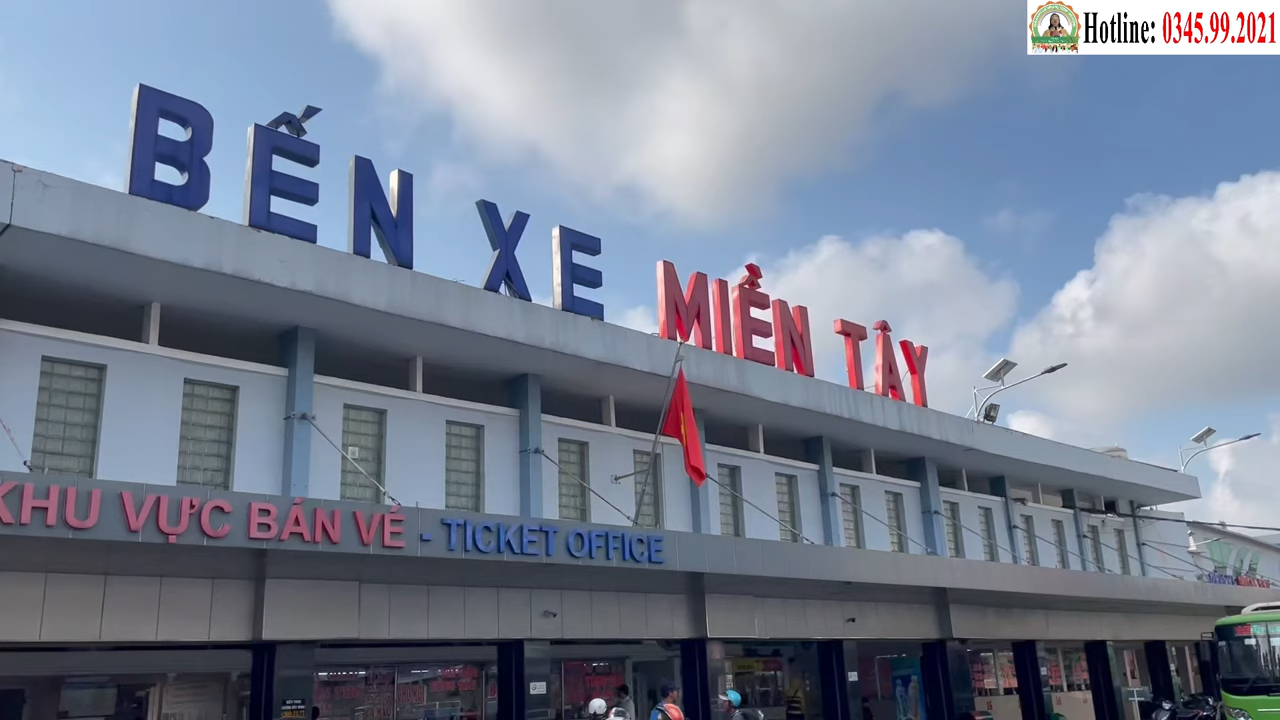 Hotline: 0345.99.2021
BẾN XE MIỀN TÂY
KHU VỰC BÁN VÉ - TICKET OFFICE